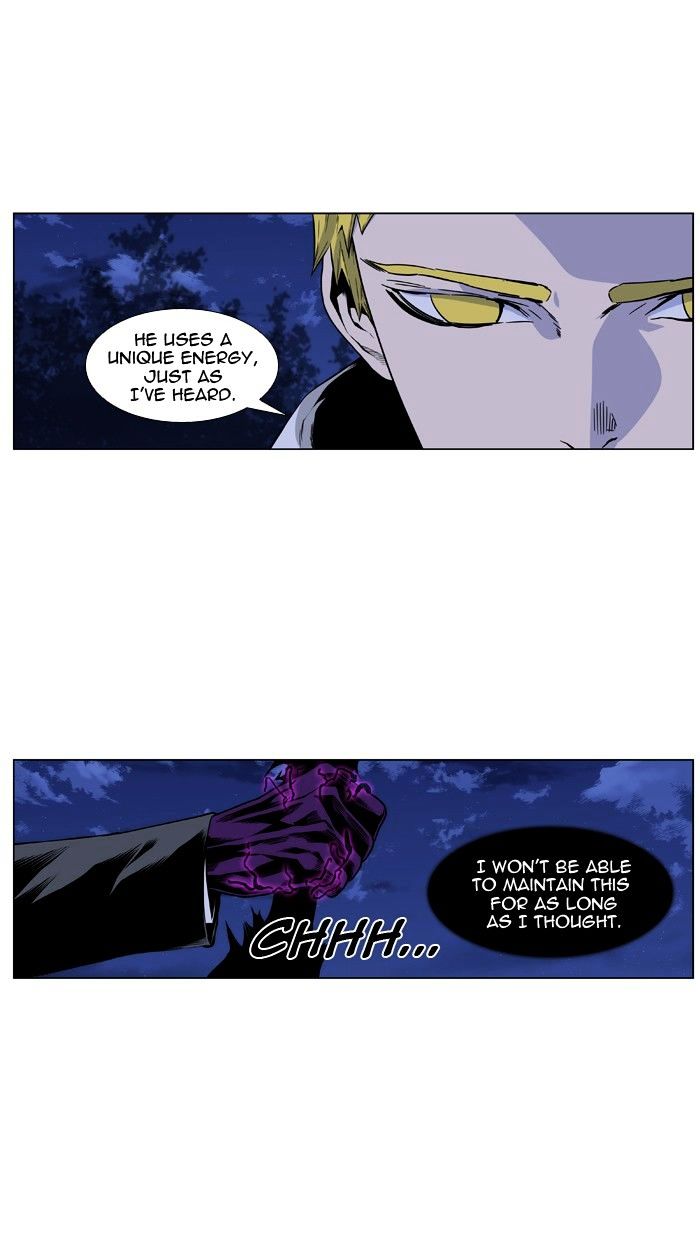 HE USES A
UNIQUE ENERGY,
JUST AS
I'VE HEARD.
I WON'T BE ABLE
TO MAINTAIN THIS
FOR AS LONG
AS I THOUGHT.
CHHH...